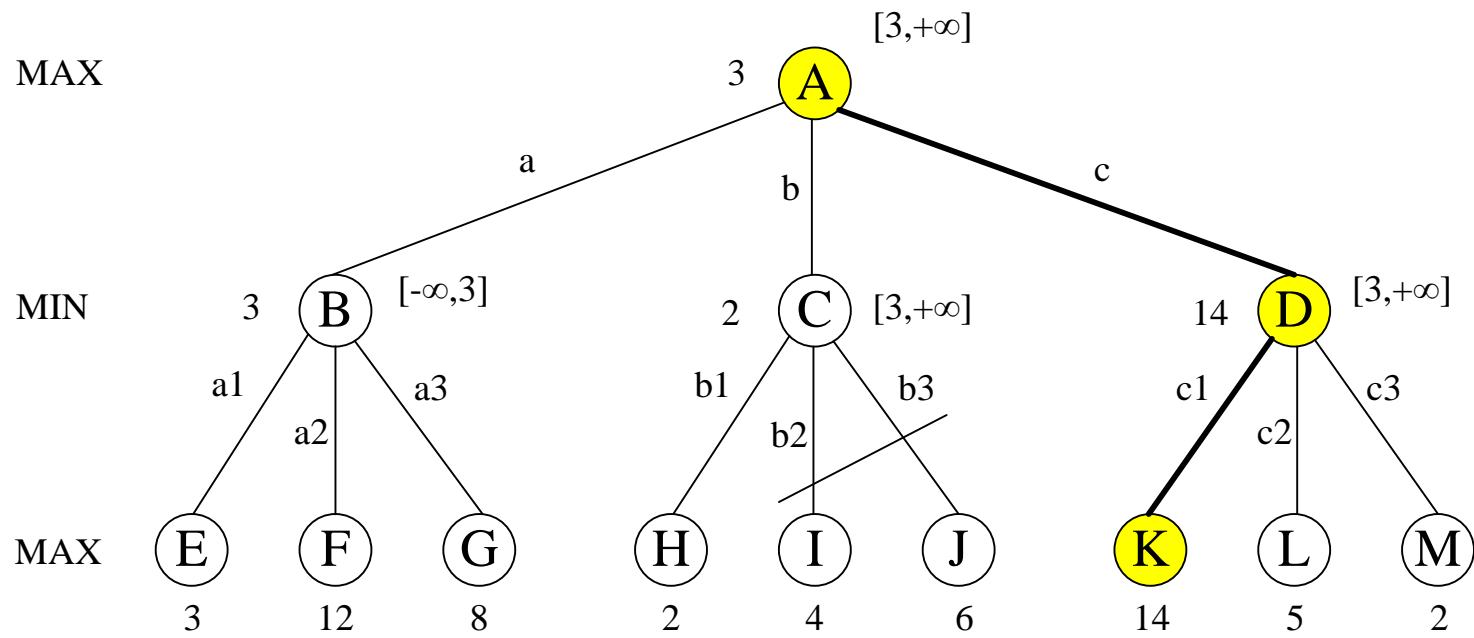 [3,+∞]
MAX 3 A
a b c
MIN 3 B [-∞,3] 2 C [3,+∞] 14 D [3,+∞]
a1 a2 a3 b1 b2 b3 c1 c2 c3
MAX E F G H I J K L M
3 12 8 2 4 6 14 5 2